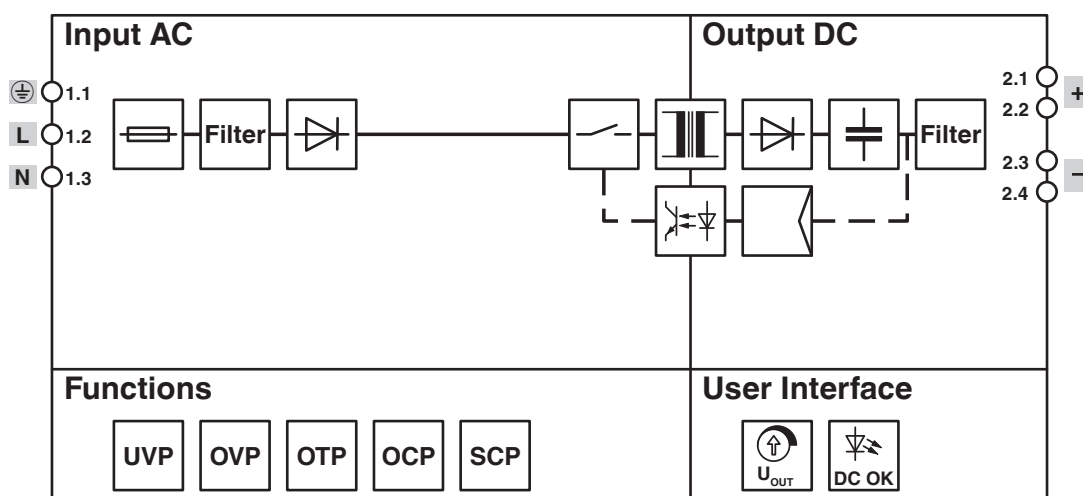 Input AC
Output DC
1.1
L 1.2
N 1.3
Filter
Filter
2.1
2.2
+
2.3
2.4
–
Functions
User Interface
UVP
OVP
OTP
OCP
SCP
UOUT
DC OK